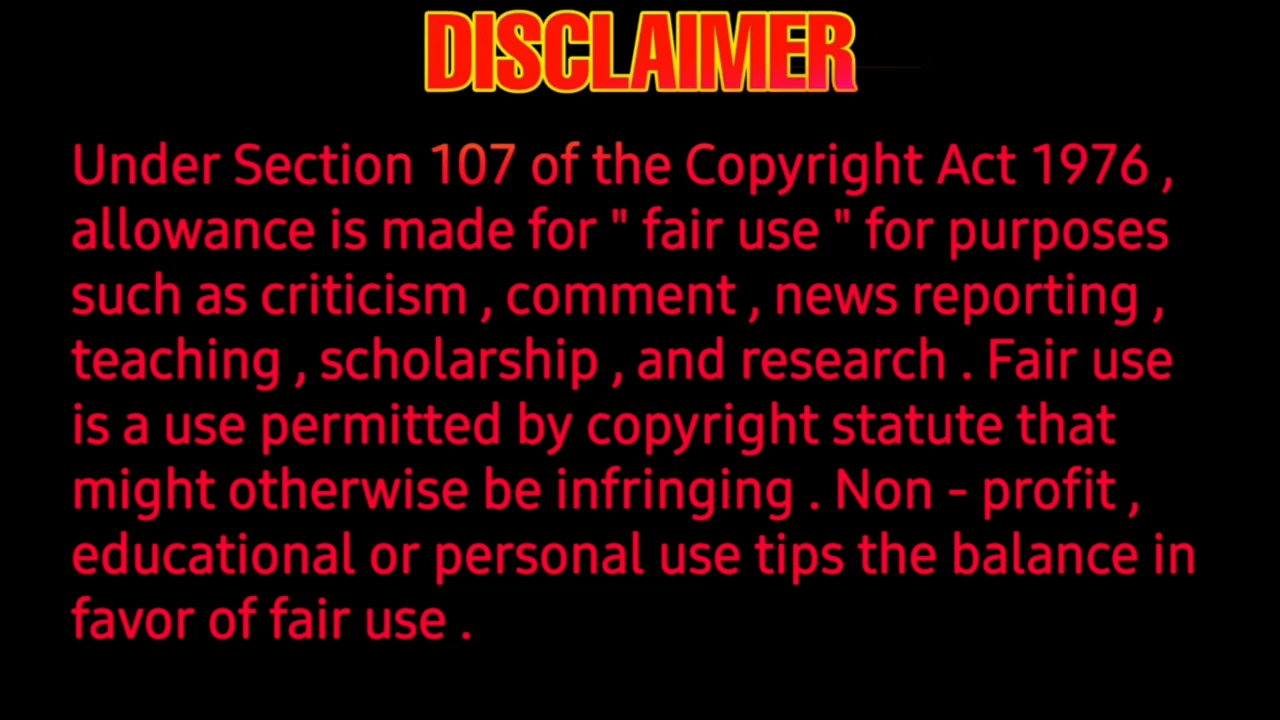 DISCLAIMER
Under Section 107 of the Copyright Act 1976 ,
allowance is made for " fair use " for purposes
such as criticism , comment , news reporting ,
teaching , scholarship , and research . Fair use
is a use permitted by copyright statute that
might otherwise be infringing . Non - profit ,
educational or personal use tips the balance in
favor of fair use .